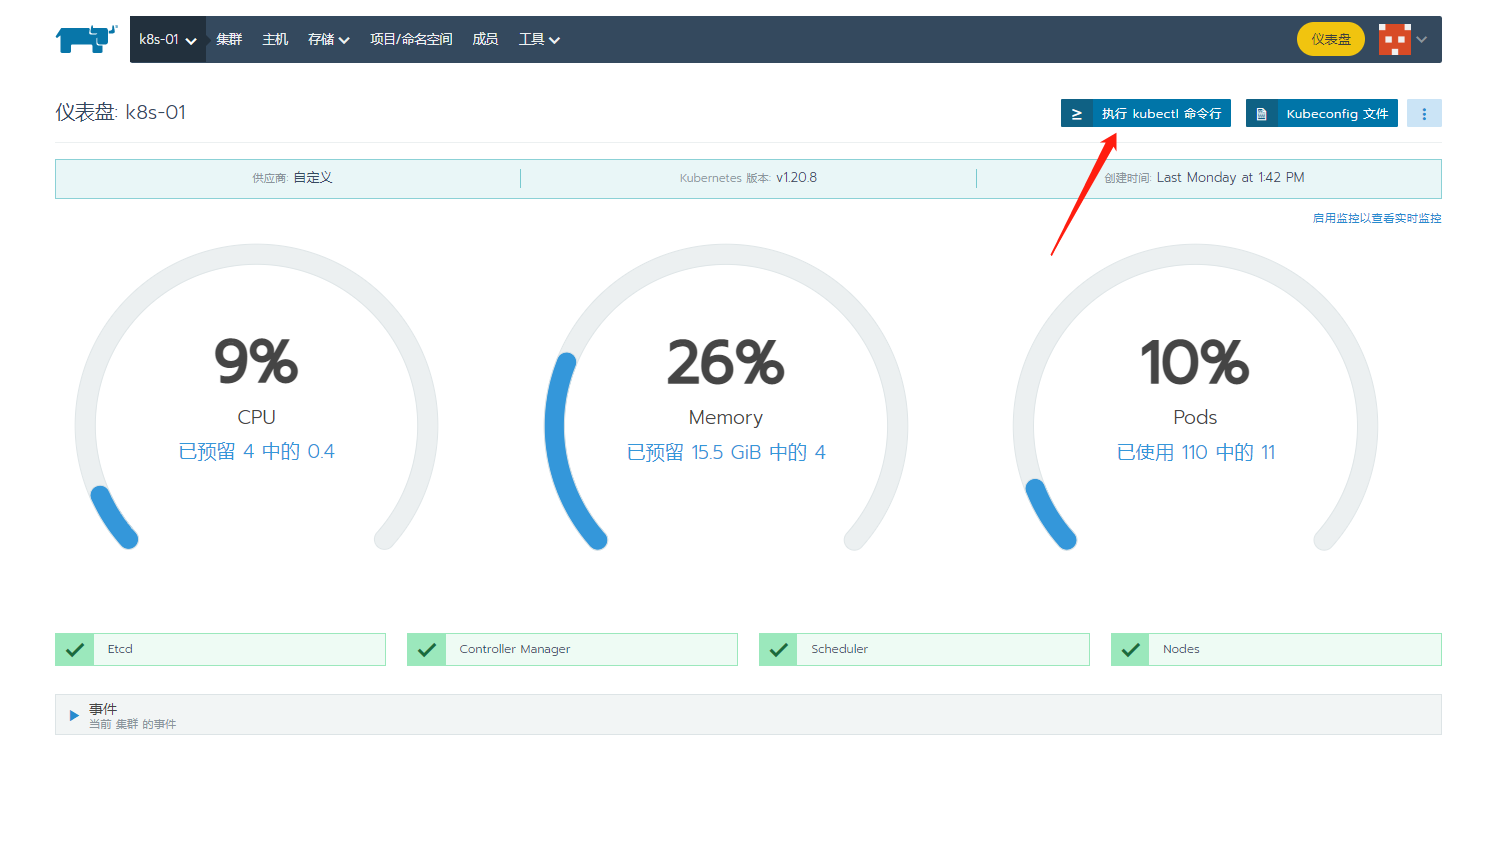 k8s-01 集群 主机 存储 项目/命名空间 成员 工具 仪表盘
仪表盘: k8s-01 执行 kubectl 命令行 Kubeconfig 文件
供应商: 自定义 Kubernetes 版本: v1.20.8 创建时间: Last Monday at 1:42 PM
启用监控以查看实时监控
9% 26% 10%
CPU Memory Pods
已预留 4 中的 0.4 已预留 15.5 GiB 中的 4 已使用 110 中的 11
Etcd Controller Manager Scheduler Nodes
事件
当前 集群 的事件